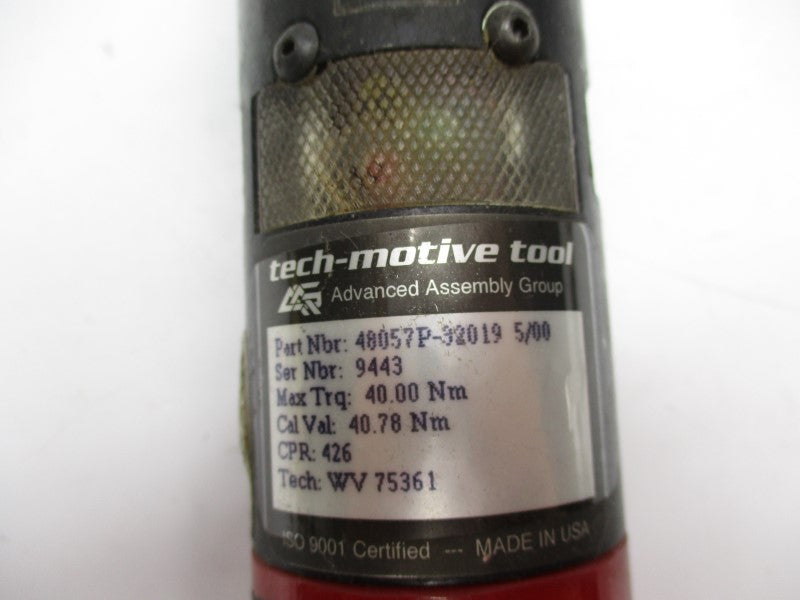 tech-motive tool
Advanced Assembly Group
Part Nbr: 48057P-32019 5/00
Ser Nbr: 9443
Max Trq: 40.00 Nm
Cal Val: 40.78 Nm
CPR: 426
Tech: WV 75361
ISO 9001 Certified --- MADE IN USA